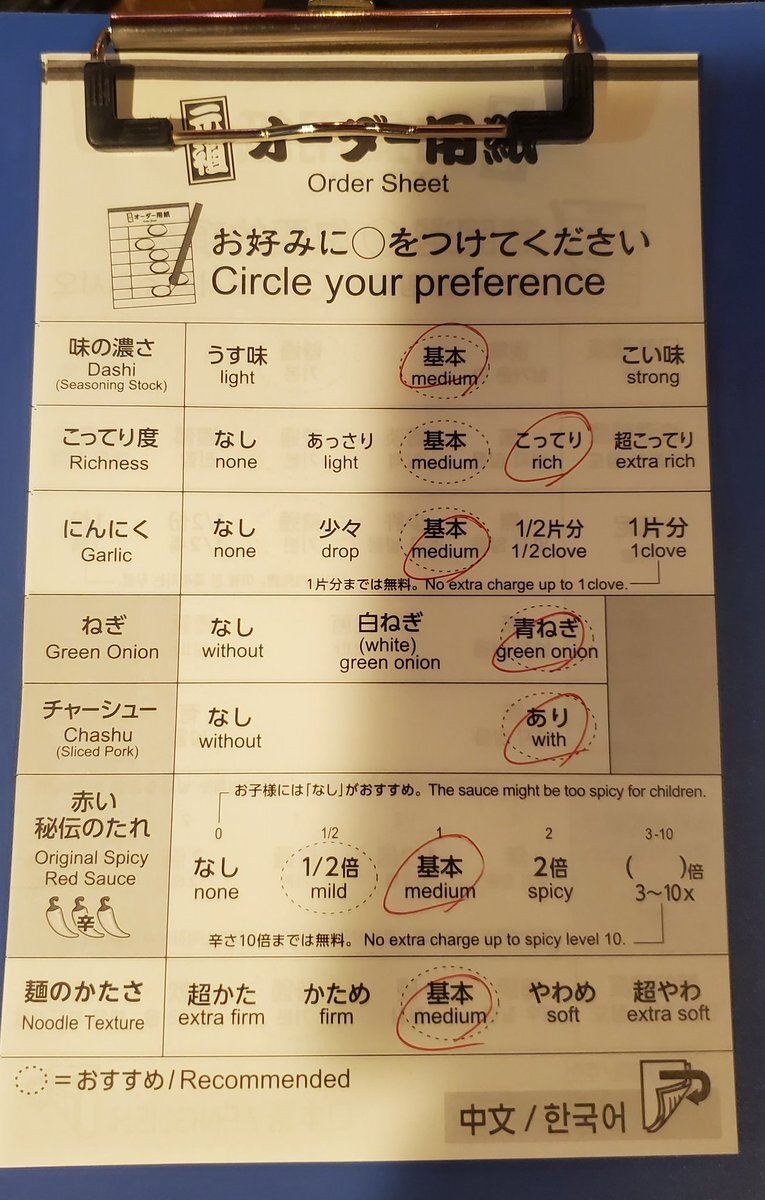 元祖 オーダー用紙
Order Sheet
オーダー用紙
お好みに○をつけてください
Circle your preference
味の濃さ
Dashi
(Seasoning Stock)
うす味
light
基本
medium
こい味
strong
こってり度
Richness
なし
none
あっさり
light
基本
medium
こってり
rich
超こってり
extra rich
にんにく
Garlic
なし
none
少々
drop
基本
medium
1/2片分
1/2clove
1片分
1clove
1片分までは無料。No extra charge up to 1clove.
ねぎ
Green Onion
なし
without
白ねぎ
(white)
green onion
青ねぎ
green onion
チャーシュー
Chashu
(Sliced Pork)
なし
without
あり
with
赤い
秘伝のたれ
Original Spicy
Red Sauce
辛
お子様には「なし」がおすすめ。The sauce might be too spicy for children.
0
なし
none
1/2
1/2倍
mild
1
基本
medium
2
2倍
spicy
3-10
( )倍
3～10x
辛さ10倍までは無料。 No extra charge up to spicy level 10.
麺のかたさ
Noodle Texture
超かた
extra firm
かため
firm
基本
medium
やわめ
soft
超やわ
extra soft
=おすすめ/Recommended
中文 / 한국어